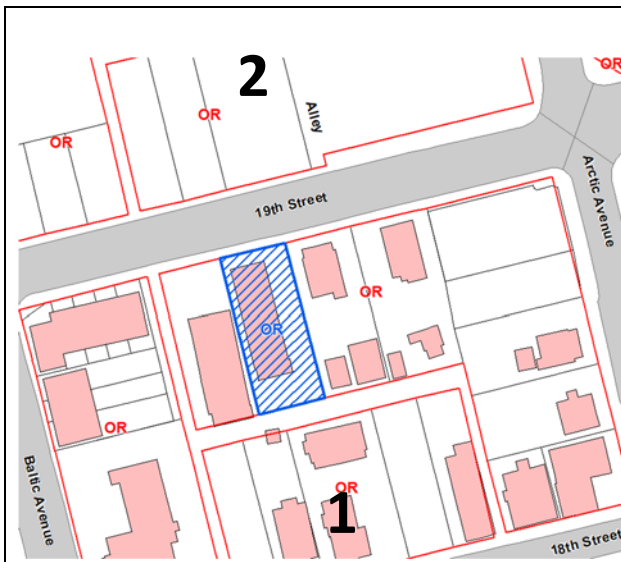 2
OR
OR
OR
Alley
19th Street
Arctic Avenue
OR
OR
OR
Baltic Avenue
OR
1
18th Street